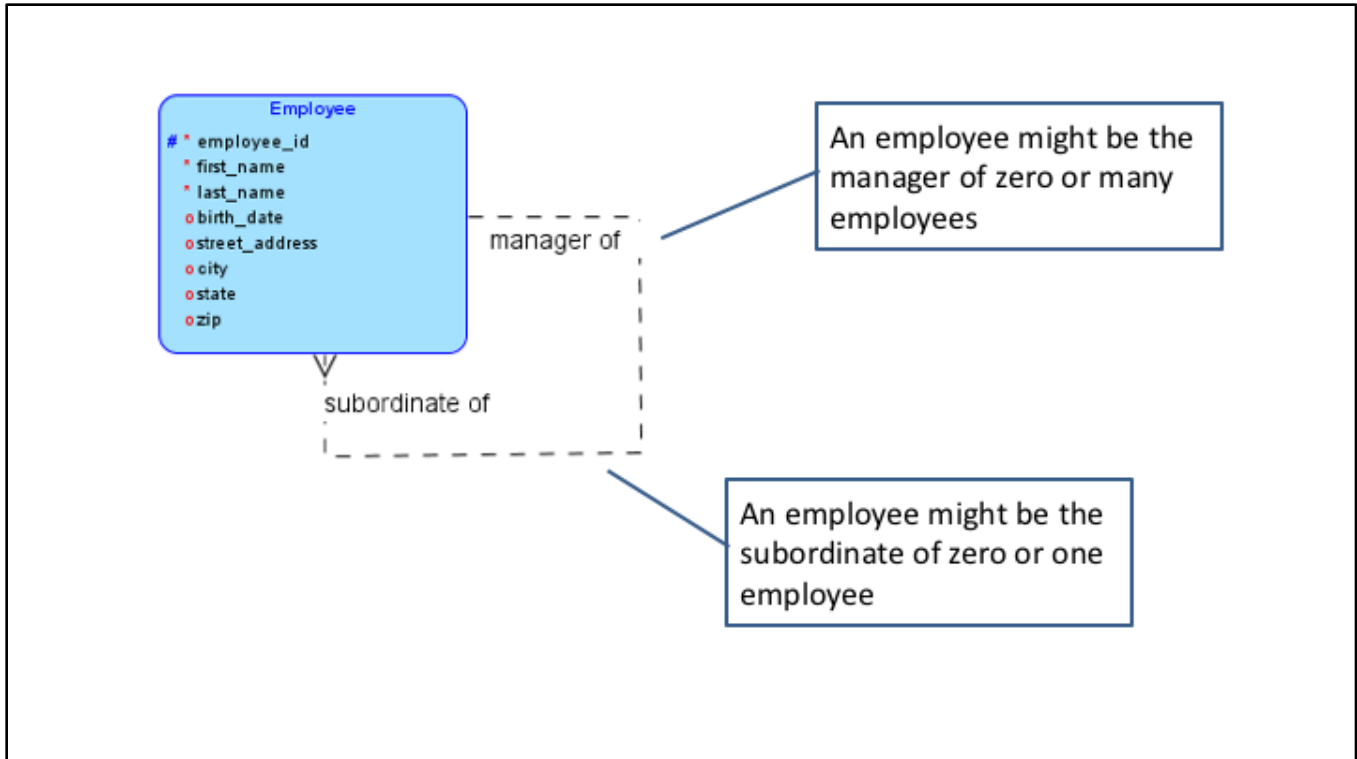 Employee
# * employee_id
* first_name
* last_name
o birth_date
o street_address
o city
o state
o zip
manager of
subordinate of
An employee might be the
manager of zero or many
employees
An employee might be the
subordinate of zero or one
employee